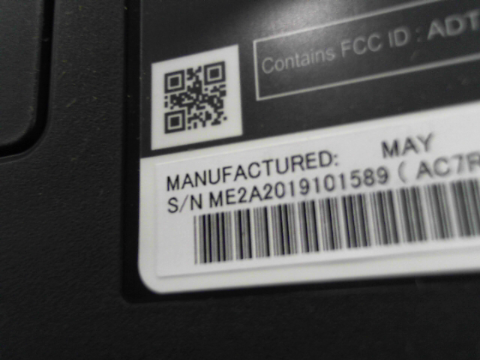 Contains FCC ID : ADT
MANUFACTURED: MAY
S/N ME2A2019101589 ( AC7R